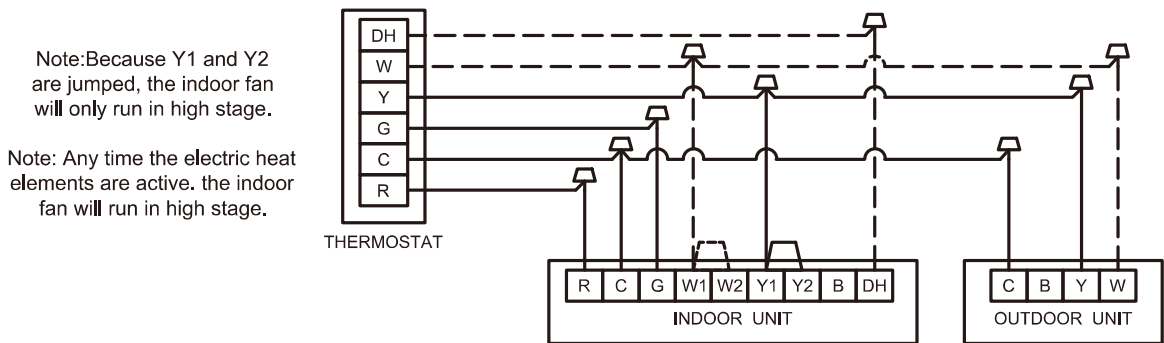 Note:Because Y1 and Y2
are jumped, the indoor fan
will only run in high stage.
Note: Any time the electric heat
elements are active. the indoor
fan will run in high stage.
DH
W
Y
G
C
R
THERMOSTAT
R C G W1 W2 Y1 Y2 B DH
INDOOR UNIT
C B Y W
OUTDOOR UNIT